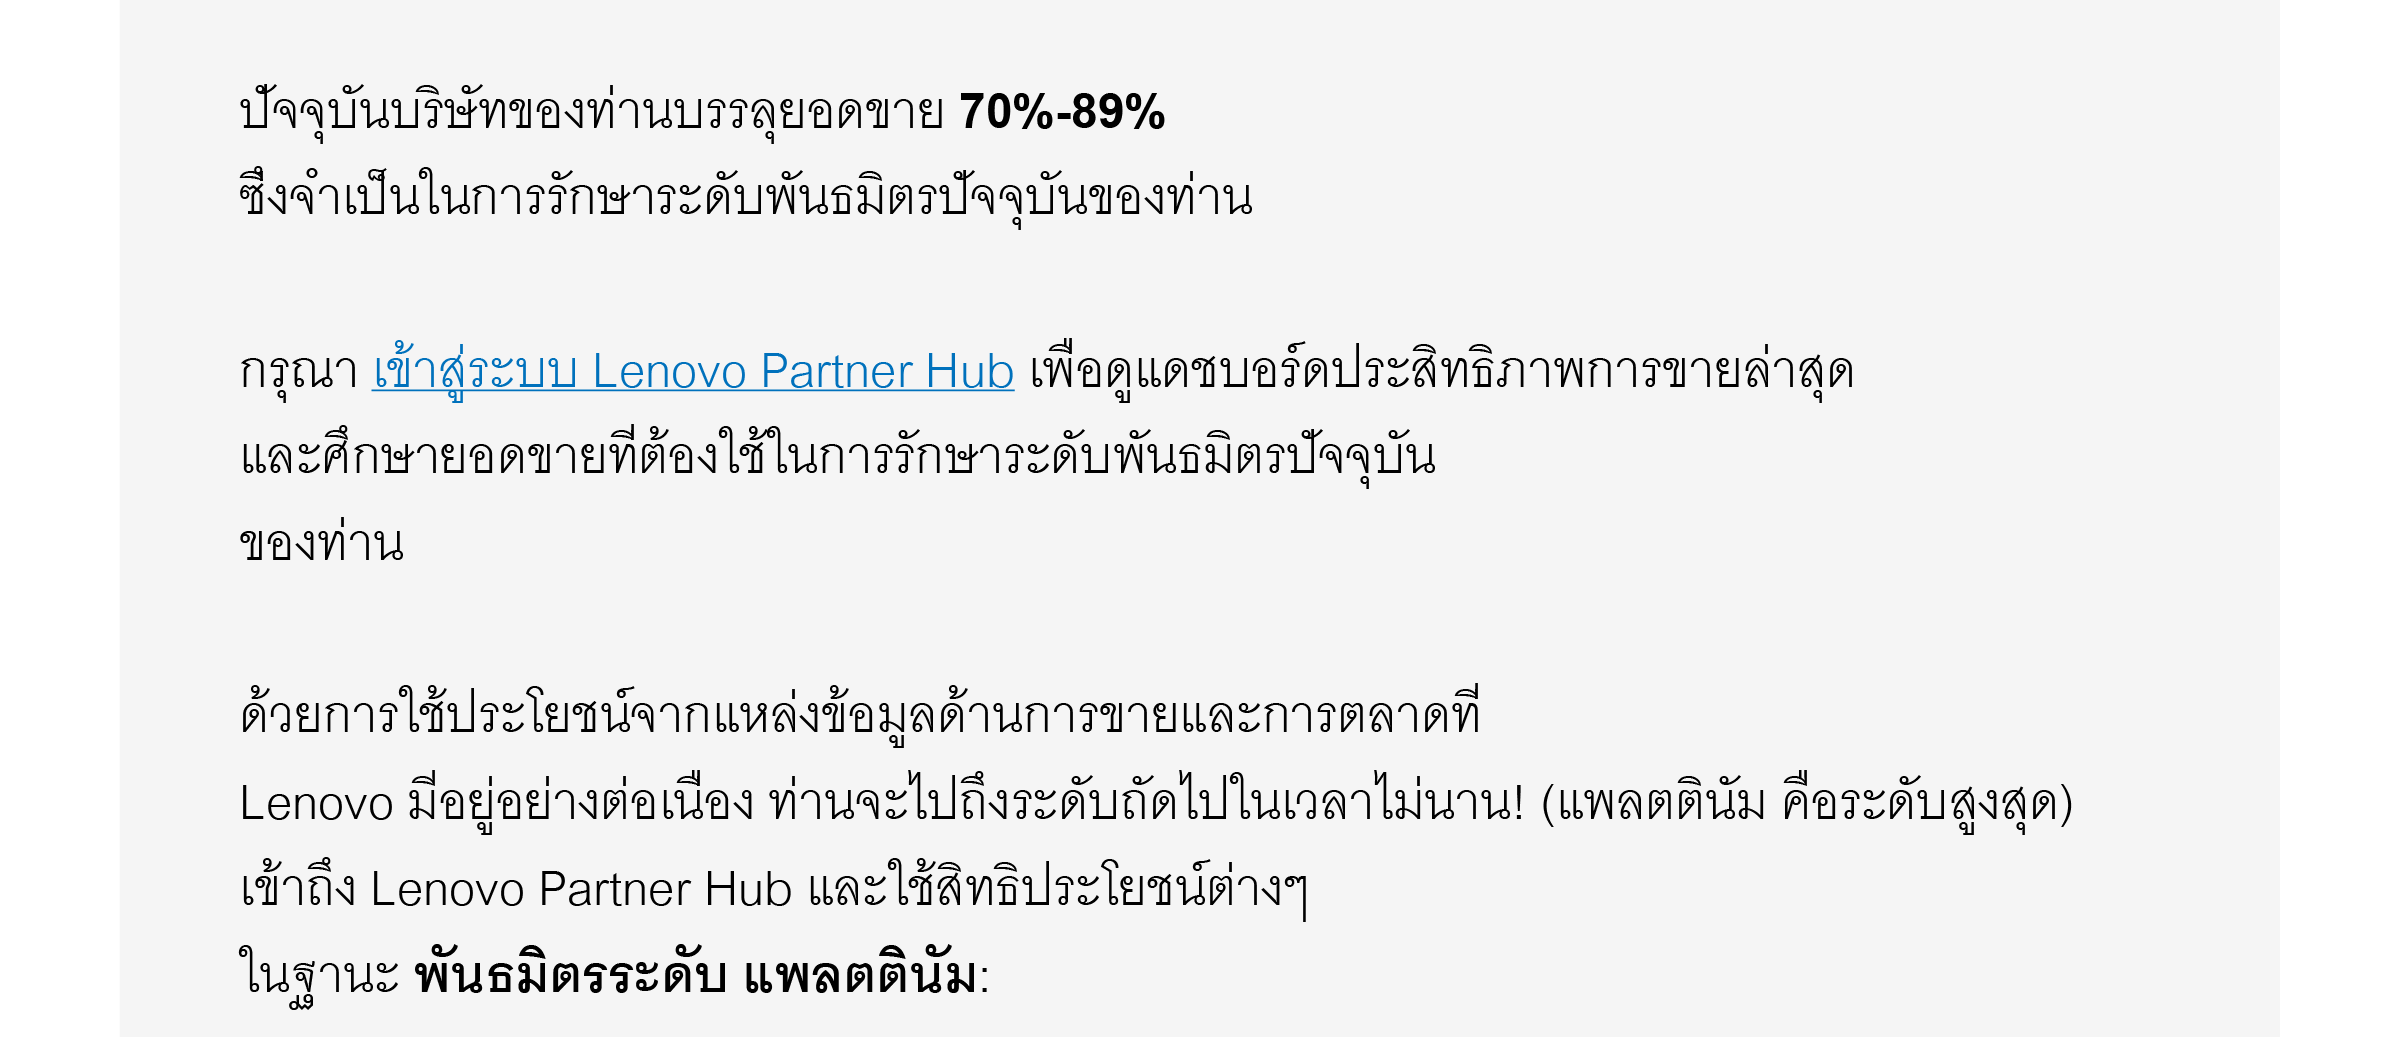 ปัจจุบันบริษัทของท่านบรรลุยอดขาย 70%-89%
ซึ่งจำเป็นในการรักษาระดับพันธมิตรปัจจุบันของท่าน
กรุณา เข้าสู่ระบบ Lenovo Partner Hub เพื่อดูแดชบอร์ดประสิทธิภาพการขายล่าสุด
และศึกษายอดขายที่ต้องใช้ในการรักษาระดับพันธมิตรปัจจุบัน
ของท่าน
ด้วยการใช้ประโยชน์จากแหล่งข้อมูลด้านการขายและการตลาดที่
Lenovo มีอยู่อย่างต่อเนื่อง ท่านจะไปถึงระดับถัดไปในเวลาไม่นาน! (แพลตตินัม คือระดับสูงสุด)
เข้าถึง Lenovo Partner Hub และใช้สิทธิประโยชน์ต่างๆ
ในฐานะ พันธมิตรระดับ แพลตตินัม: